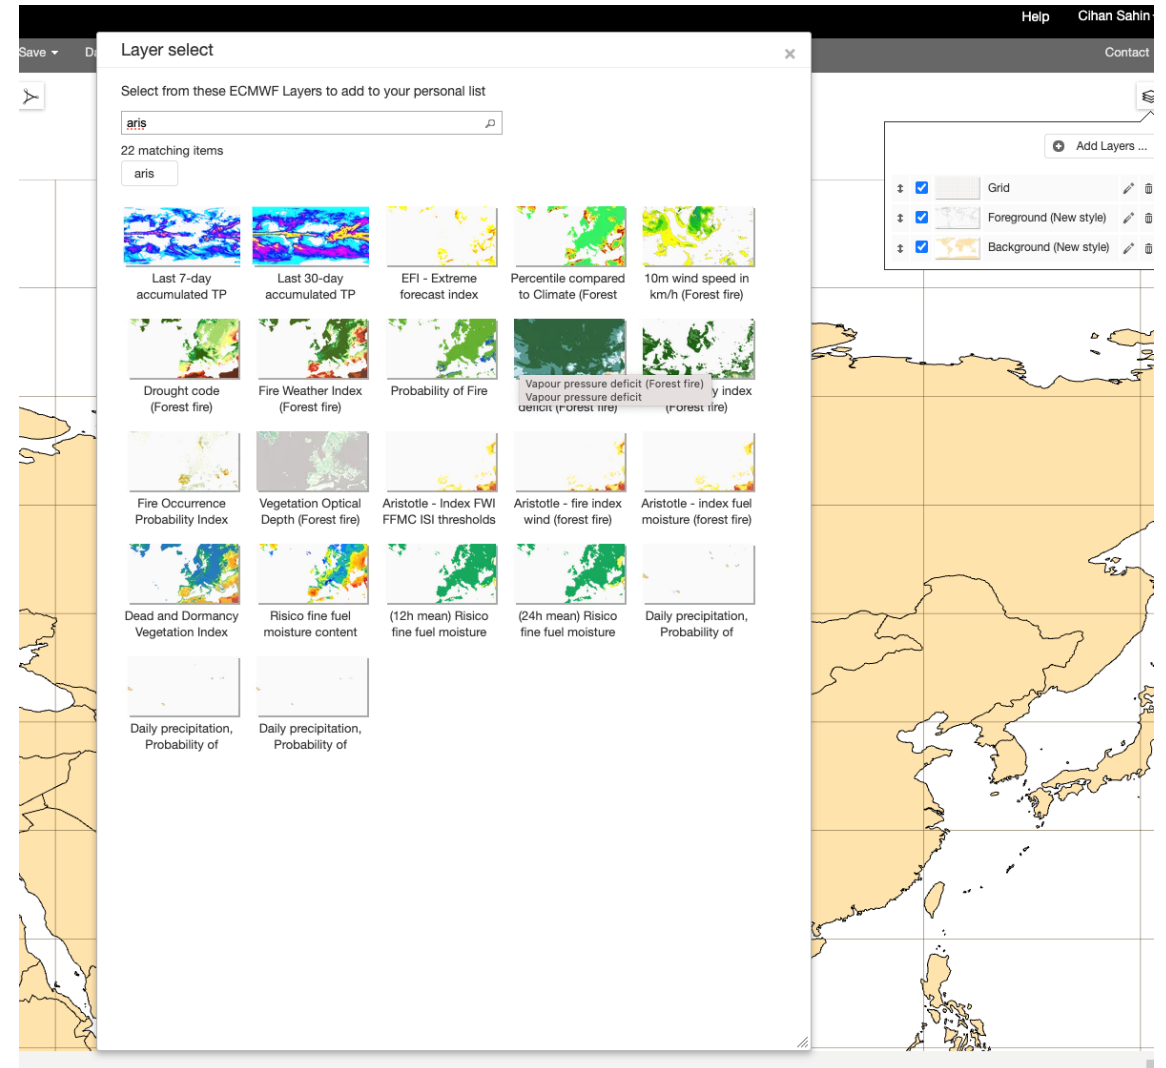 Help Cihan Sahin
Save Da
Contact
Layer select
Select from these ECMWF Layers to add to your personal list
aris
22 matching items
aris
Add Layers ...
Grid
Foreground (New style)
Background (New style)
Last 7-day accumulated TP
Last 30-day accumulated TP
EFI - Extreme forecast index
Percentile compared to Climate (Forest
10m wind speed in km/h (Forest fire)
Drought code (Forest fire)
Fire Weather Index (Forest fire)
Probability of Fire
Vapour pressure deficit (Forest fire)
Vapour pressure deficit
deficit (Forest fire)
y index (Forest fire)
Fire Occurrence Probability Index
Vegetation Optical Depth (Forest fire)
Aristotle - Index FWI FFMC ISI thresholds
Aristotle - fire index wind (forest fire)
Aristotle - index fuel moisture (forest fire)
Dead and Dormancy Vegetation Index
Risico fine fuel moisture content
(12h mean) Risico fine fuel moisture
(24h mean) Risico fine fuel moisture
Daily precipitation, Probability of
Daily precipitation, Probability of
Daily precipitation, Probability of